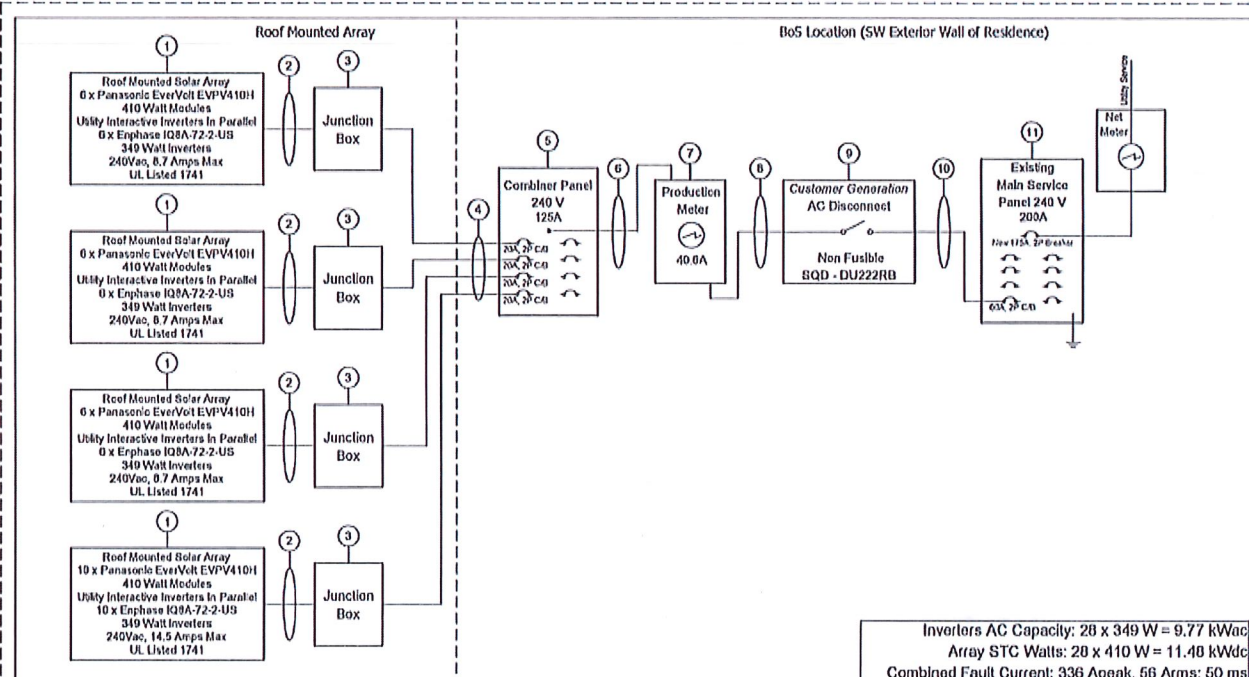 Roof Mounted Array
BoS Location (SW Exterior Wall of Residence)
1
2
3
Roof Mounted Solar Array
6 x Panasonic EverVolt EVPV410H
410 Watt Modules
Utility Interactive Inverters In Parallel
6 x Enphase IQ8A-72-2-US
349 Watt Inverters
240Vac, 8.7 Amps Max
UL Listed 1741
Junction
Box
1
2
3
Roof Mounted Solar Array
6 x Panasonic EverVolt EVPV410H
410 Watt Modules
Utility Interactive Inverters In Parallel
6 x Enphase IQ8A-72-2-US
349 Watt Inverters
240Vac, 8.7 Amps Max
UL Listed 1741
Junction
Box
1
2
3
Roof Mounted Solar Array
6 x Panasonic EverVolt EVPV410H
410 Watt Modules
Utility Interactive Inverters In Parallel
6 x Enphase IQ8A-72-2-US
349 Watt Inverters
240Vac, 8.7 Amps Max
UL Listed 1741
Junction
Box
1
2
3
Roof Mounted Solar Array
10 x Panasonic EverVolt EVPV410H
410 Watt Modules
Utility Interactive Inverters In Parallel
10 x Enphase IQ8A-72-2-US
349 Watt Inverters
240Vac, 14.5 Amps Max
UL Listed 1741
Junction
Box
4
5
Combiner Panel
240 V
125A
20A, 2P C/B
20A, 2P C/B
20A, 2P C/B
20A, 2P C/B
6
7
Production
Meter
40.6A
8
9
Customer Generation
AC Disconnect
Non Fusible
SQD - DU222RB
10
11
Existing
Main Service
Panel 240 V
200A
New 175A, 2P Breaker
60A, 2P C/B
Utility Service
Net
Meter
Inverters AC Capacity: 28 x 349 W = 9.77 kWac
Array STC Watts: 28 x 410 W = 11.48 kWdc
Combined Fault Current: 336 Apeak, 56 Arms; 50 ms